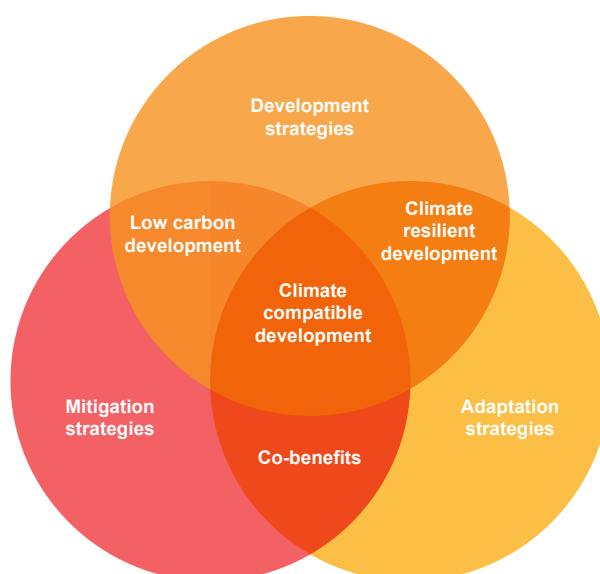 Development
strategies
Low carbon
development
Climate
resilient
development
Climate
compatible
development
Mitigation
strategies
Adaptation
strategies
Co-benefits